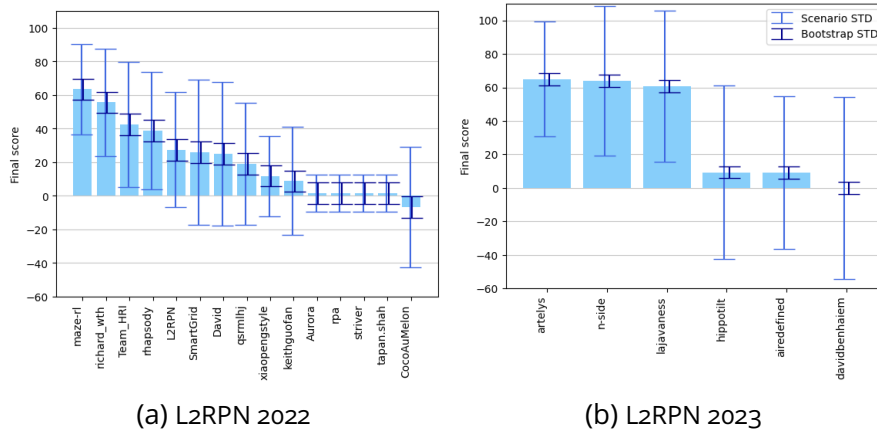 Final score
100
80
60
40
20
0
−20
−40
−60
maze-rl
richard_wth
Team_HRI
rhapsody
L2RPN
SmartGrid
David
qsrmlhj
xiaopengstyle
keithguofan
Aurora
rpa
striver
tapan.shah
CocoAuMelon
(a) L2RPN 2022
Scenario STD
Bootstrap STD
Final score
100
80
60
40
20
0
−20
−40
−60
artelys
n-side
lajavaness
hippotilt
airedefined
davidbenhaiem
(b) L2RPN 2023